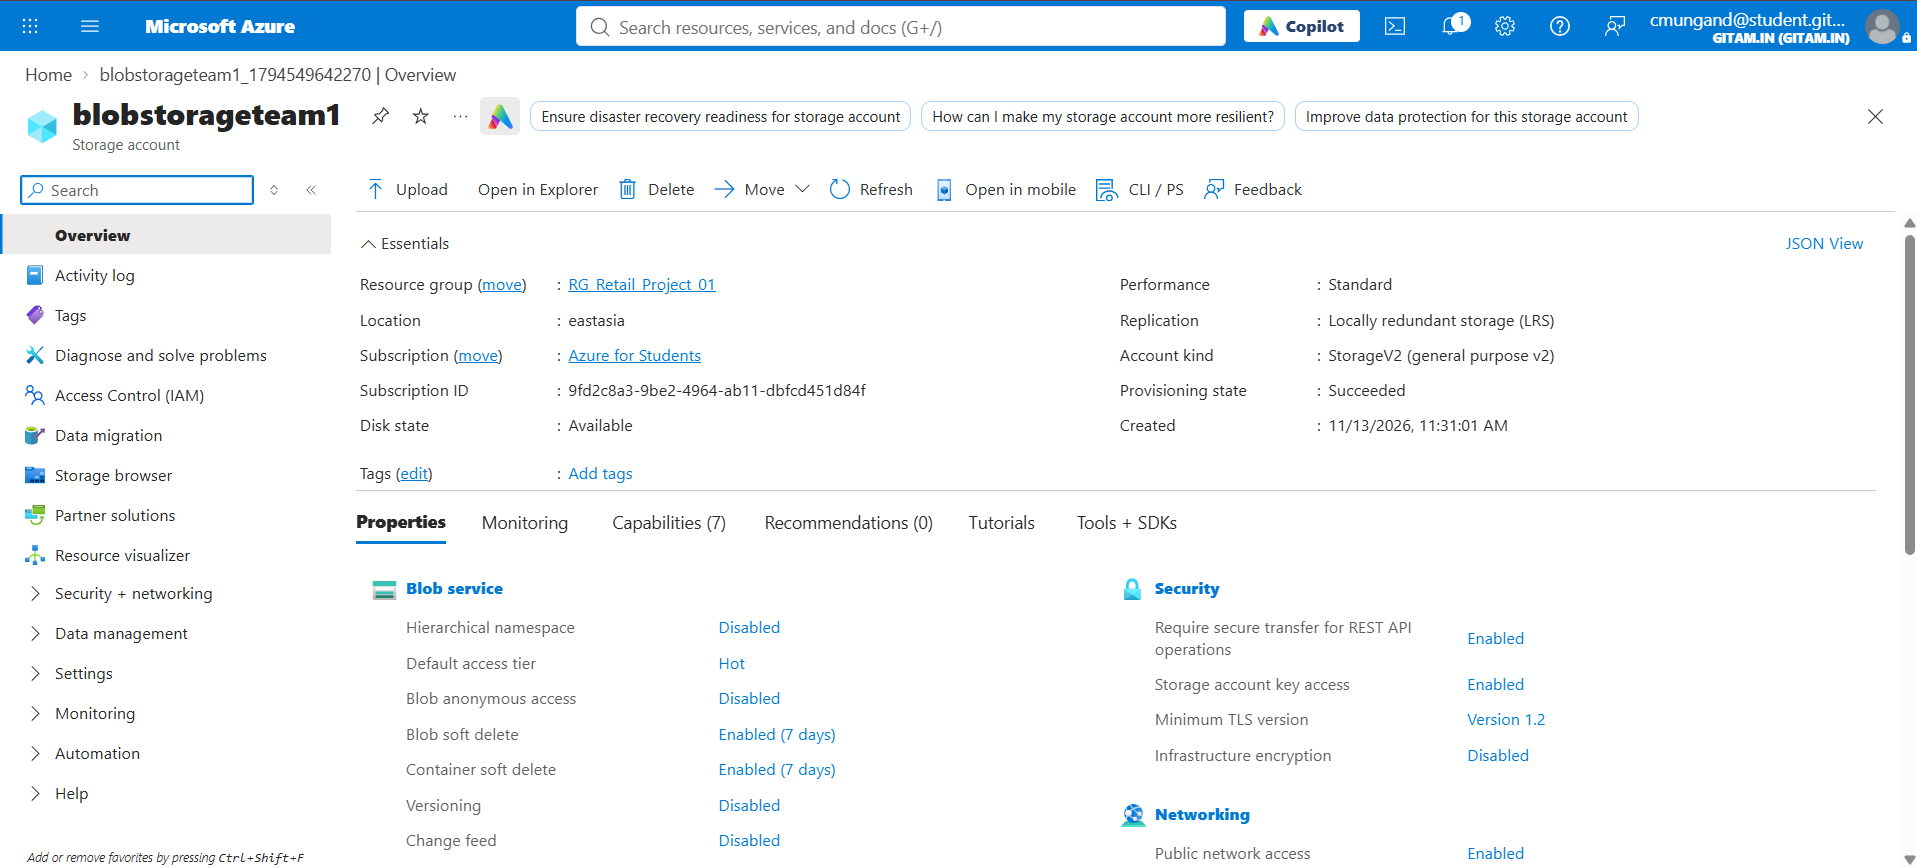 Microsoft Azure
Search resources, services, and docs (G+/)
Copilot
1
cmungand@student.git...
GITAM.IN (GITAM.IN)
Home > blobstorageteam1_1794549642270 | Overview
blobstorageteam1
...
Ensure disaster recovery readiness for storage account
How can I make my storage account more resilient?
Improve data protection for this storage account
Storage account
Search
Upload
Open in Explorer
Delete
Move
Refresh
Open in mobile
CLI / PS
Feedback
Overview
Activity log
Tags
Diagnose and solve problems
Access Control (IAM)
Data migration
Storage browser
Partner solutions
Resource visualizer
Security + networking
Data management
Settings
Monitoring
Automation
Help
Add or remove favorites by pressing Ctrl+Shift+F
Essentials
JSON View
Resource group (move) : RG_Retail_Project_01
Location : eastasia
Subscription (move) : Azure for Students
Subscription ID : 9fd2c8a3-9be2-4964-ab11-dbfcd451d84f
Disk state : Available
Tags (edit) : Add tags
Performance : Standard
Replication : Locally redundant storage (LRS)
Account kind : StorageV2 (general purpose v2)
Provisioning state : Succeeded
Created : 11/13/2026, 11:31:01 AM
Properties
Monitoring
Capabilities (7)
Recommendations (0)
Tutorials
Tools + SDKs
Blob service
Hierarchical namespace Disabled
Default access tier Hot
Blob anonymous access Disabled
Blob soft delete Enabled (7 days)
Container soft delete Enabled (7 days)
Versioning Disabled
Change feed Disabled
Security
Require secure transfer for REST API
operations Enabled
Storage account key access Enabled
Minimum TLS version Version 1.2
Infrastructure encryption Disabled
Networking
Public network access Enabled